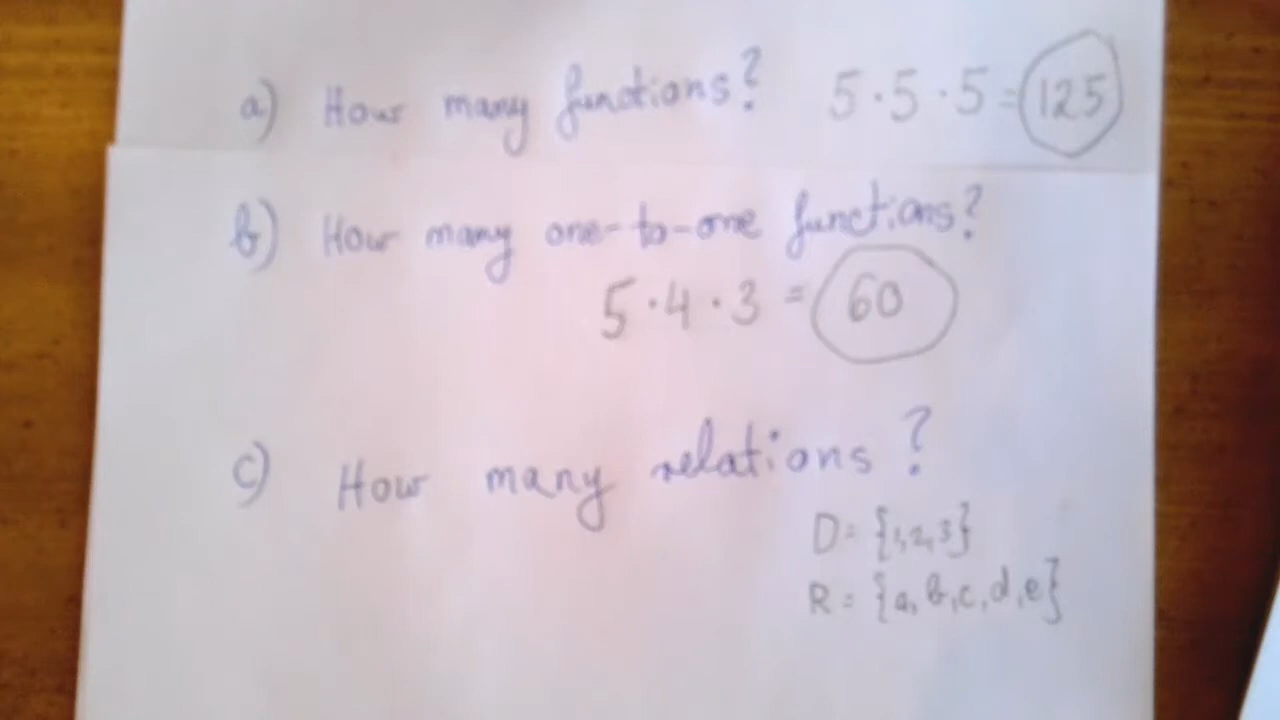 a) How many functions? 5·5·5=125
b) How many one-to-one functions?
5·4·3 = 60
c) How many relations?
D = {1,2,3}
R = {a,b,c,d,e}